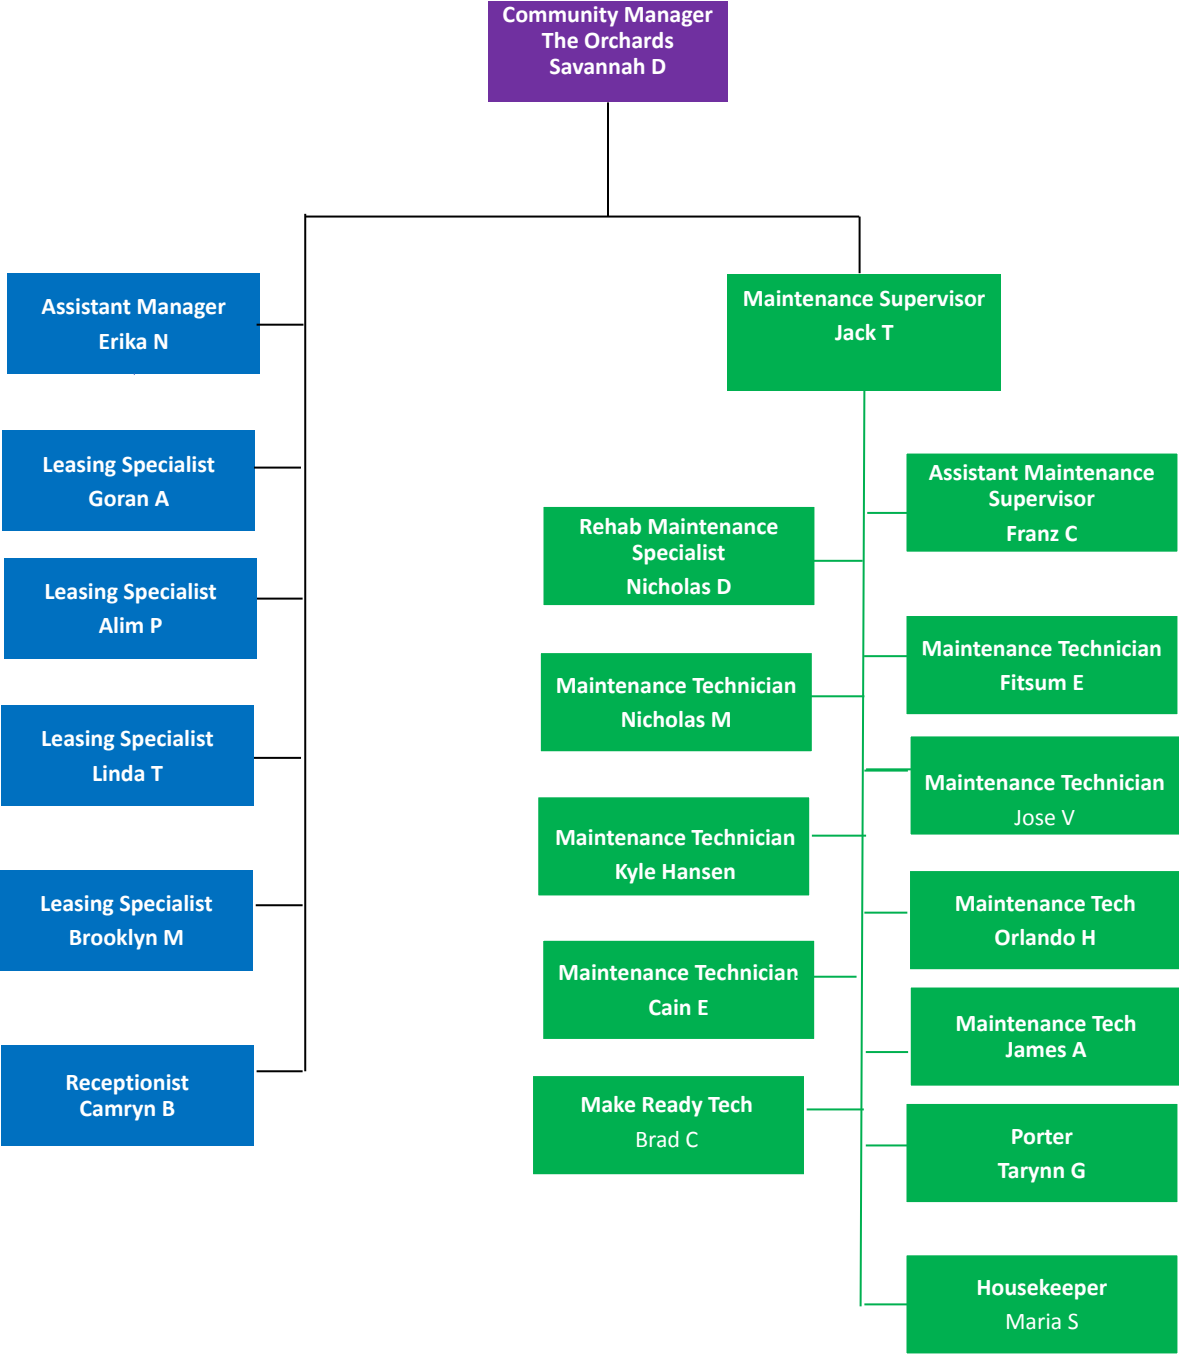 Community Manager
The Orchards
Savannah D
Assistant Manager
Erika N
Leasing Specialist
Goran A
Leasing Specialist
Alim P
Leasing Specialist
Linda T
Leasing Specialist
Brooklyn M
Receptionist
Camryn B
Maintenance Supervisor
Jack T
Rehab Maintenance
Specialist
Nicholas D
Maintenance Technician
Nicholas M
Maintenance Technician
Kyle Hansen
Maintenance Technician
Cain E
Make Ready Tech
Brad C
Assistant Maintenance
Supervisor
Franz C
Maintenance Technician
Fitsum E
Maintenance Technician
Jose V
Maintenance Tech
Orlando H
Maintenance Tech
James A
Porter
Tarynn G
Housekeeper
Maria S